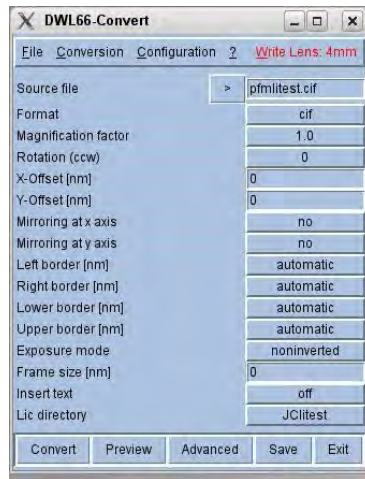 DWL66-Convert
File Conversion Configuration ? Write Lens: 4mm
Source file > pfmlitest.cif
Format cif
Magnification factor 1.0
Rotation (ccw) 0
X-Offset [nm] 0
Y-Offset [nm] 0
Mirroring at x axis no
Mirroring at y axis no
Left border [nm] automatic
Right border [nm] automatic
Lower border [nm] automatic
Upper border [nm] automatic
Exposure mode noninverted
Frame size [nm] 0
Insert text off
Lic directory JClitest
Convert Preview Advanced Save Exit